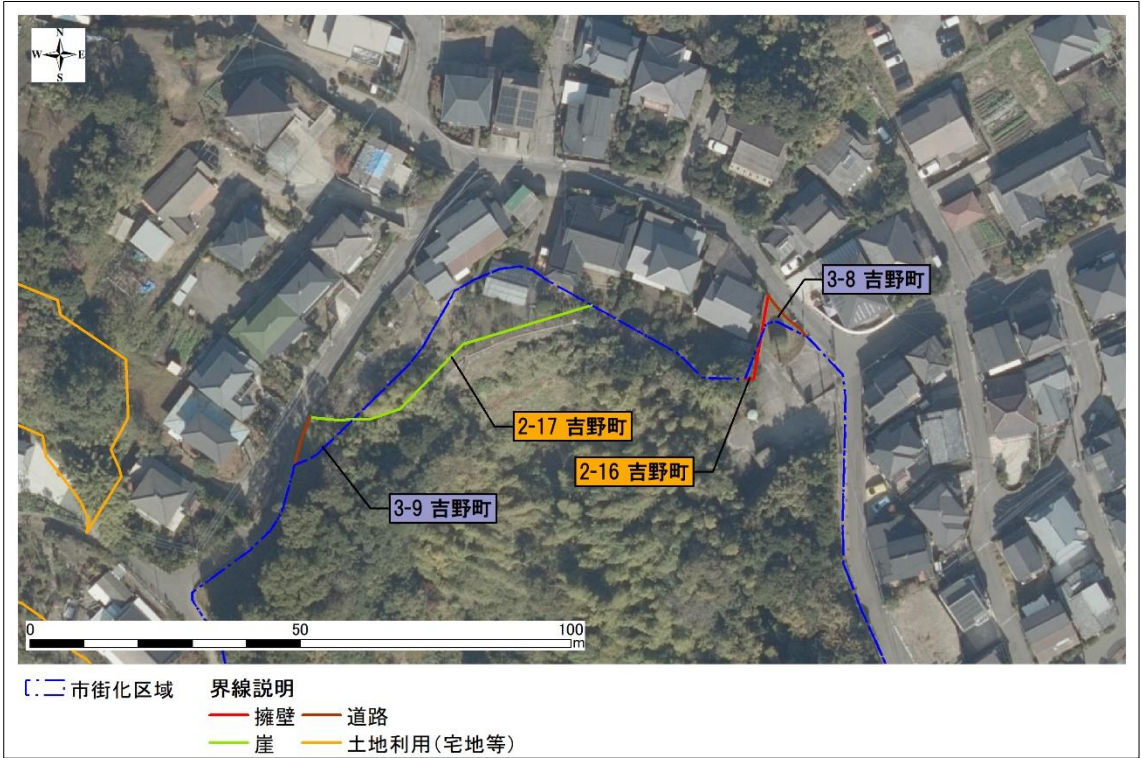 N
W E
S
3-8 吉野町
2-17 吉野町
2-16 吉野町
3-9 吉野町
0 50 100
m
市街化区域 界線説明
擁壁 道路
崖 土地利用(宅地等)